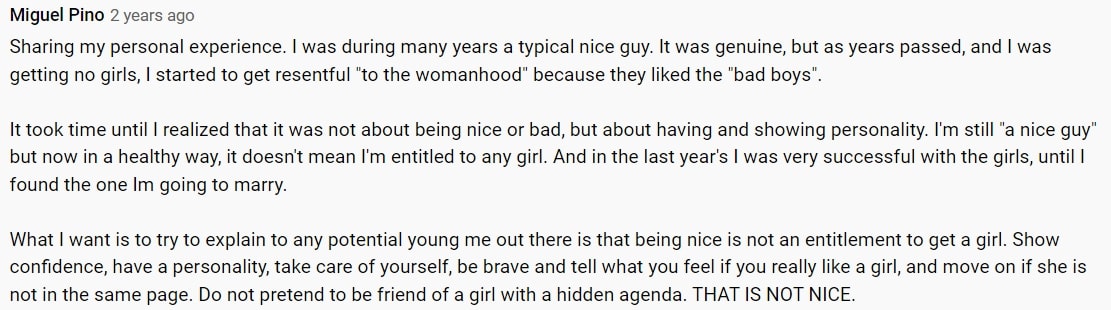 Miguel Pino 2 years ago
Sharing my personal experience. I was during many years a typical nice guy. It was genuine, but as years passed, and I was
getting no girls, I started to get resentful "to the womanhood" because they liked the "bad boys".
It took time until I realized that it was not about being nice or bad, but about having and showing personality. I'm still "a nice guy"
but now in a healthy way, it doesn't mean I'm entitled to any girl. And in the last year's I was very successful with the girls, until I
found the one Im going to marry.
What I want is to try to explain to any potential young me out there is that being nice is not an entitlement to get a girl. Show
confidence, have a personality, take care of yourself, be brave and tell what you feel if you really like a girl, and move on if she is
not in the same page. Do not pretend to be friend of a girl with a hidden agenda. THAT IS NOT NICE.